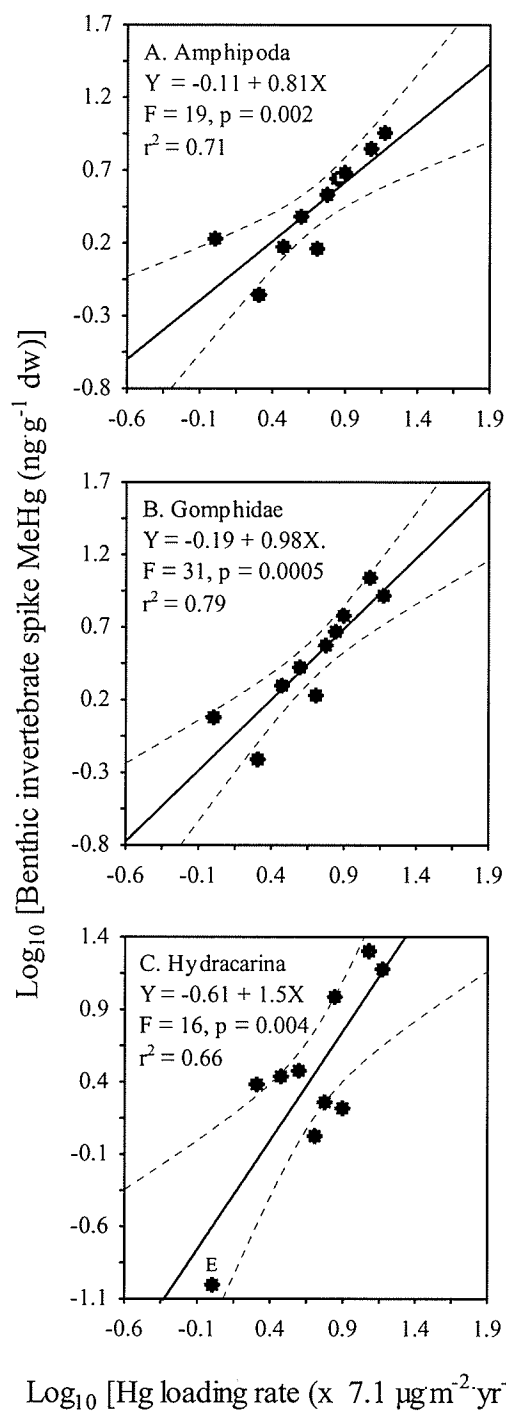 Log₁₀ [Benthic invertebrate spike MeHg (ng·g⁻¹ dw)]
1.7
1.2
0.7
0.2
-0.3
-0.8
A. Amphipoda
Y = -0.11 + 0.81X
F = 19, p = 0.002
r² = 0.71
-0.6 -0.1 0.4 0.9 1.4 1.9
1.7
1.2
0.7
0.2
-0.3
-0.8
B. Gomphidae
Y = -0.19 + 0.98X.
F = 31, p = 0.0005
r² = 0.79
-0.6 -0.1 0.4 0.9 1.4 1.9
1.4
0.9
0.4
-0.1
-0.6
-1.1
C. Hydracarina
Y = -0.61 + 1.5X
F = 16, p = 0.004
r² = 0.66
E
-0.6 -0.1 0.4 0.9 1.4 1.9
Log₁₀ [Hg loading rate (x 7.1 µg·m⁻²·yr⁻